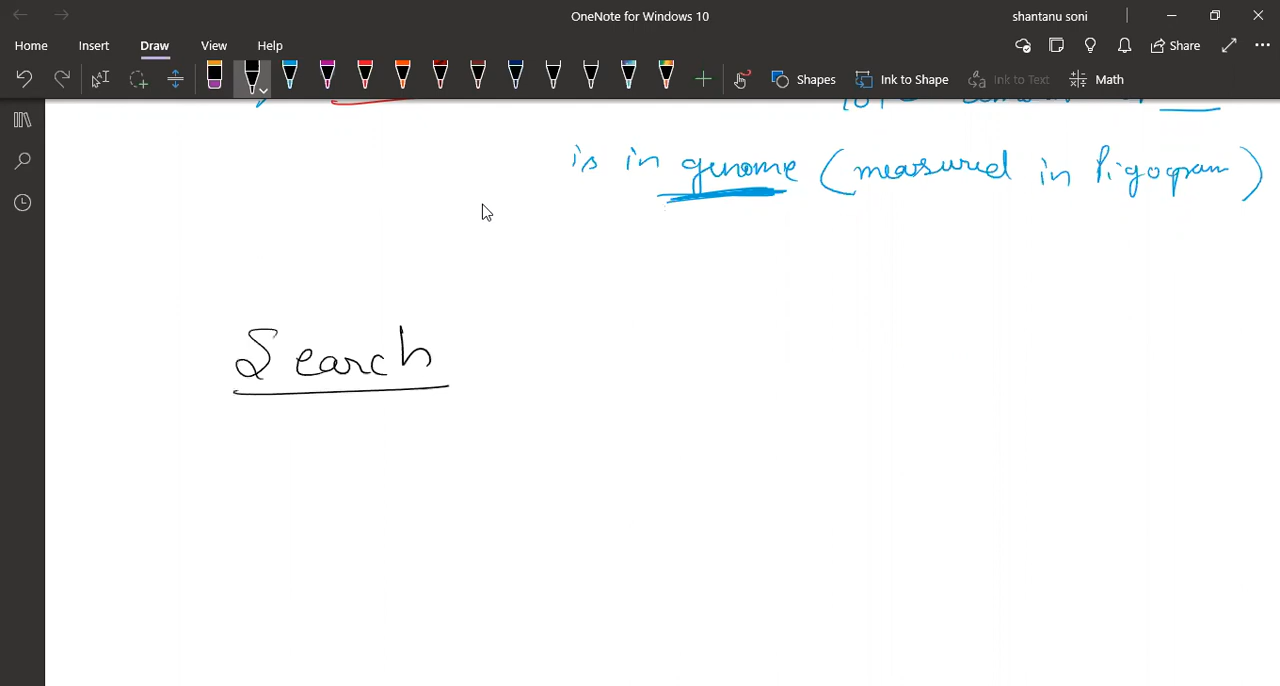 OneNote for Windows 10
shantanu soni
Home Insert Draw View Help
Share
Shapes
Ink to Shape
Ink to Text
Math
is in genome (measured in Pigogram)
Search